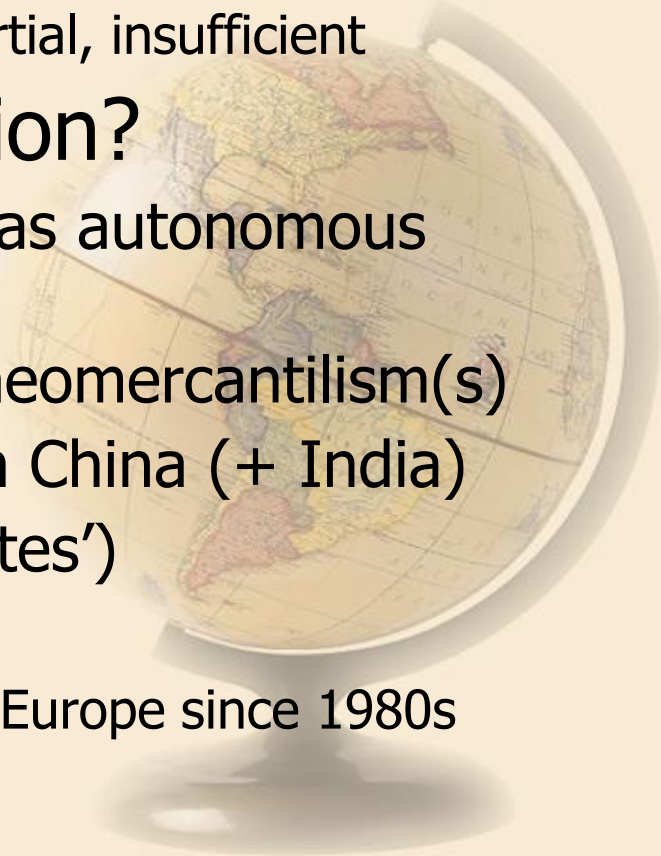 rtial, insufficient
ion?
as autonomous
neomercantilism(s)
n China (+ India)
tes’)
Europe since 1980s